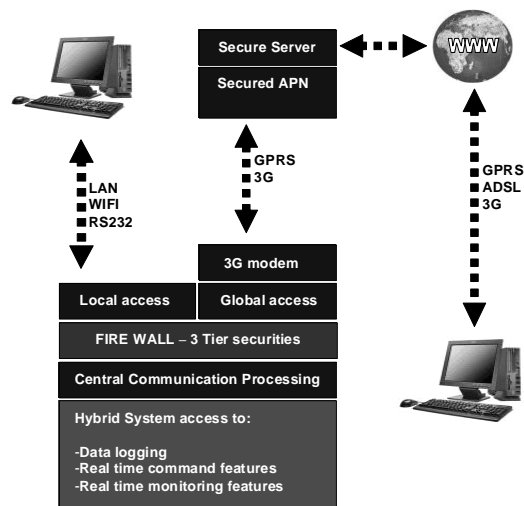 Secure Server
Secured APN
WWW
LAN
WIFI
RS232
GPRS
3G
GPRS
ADSL
3G
3G modem
Local access
Global access
FIRE WALL – 3 Tier securities
Central Communication Processing
Hybrid System access to:
-Data logging
-Real time command features
-Real time monitoring features